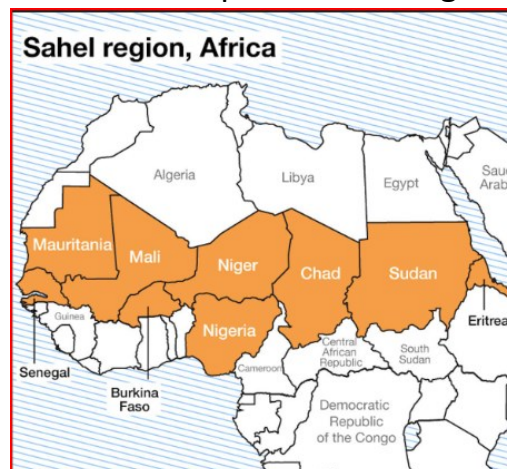 Sahel region, Africa
Algeria
Libya
Egypt
Saud
Arab
Mauritania
Mali
Niger
Chad
Sudan
Eritrea
Guinea
Nigeria
Senegal
Burkina
Faso
Cameroon
Central
African
Republic
South
Sudan
Democratic
Republic
of the Congo